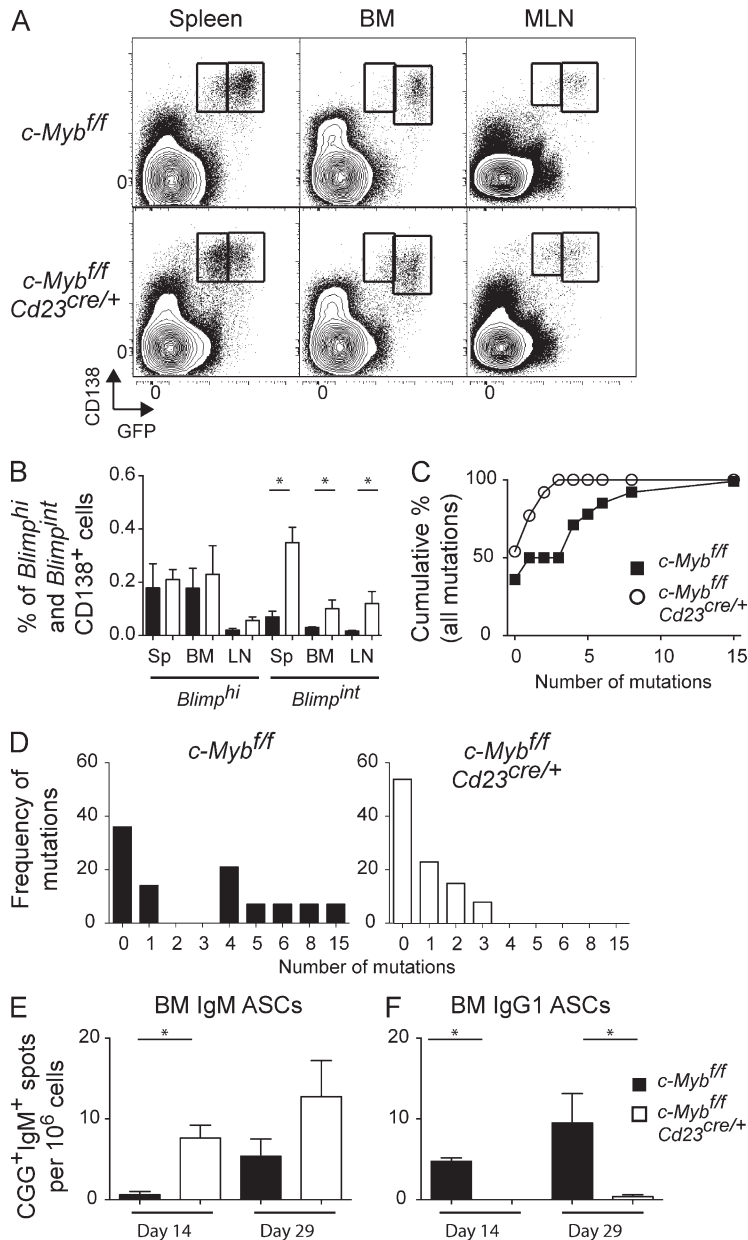 A
Spleen BM MLN
c-Myb^f/f
0
c-Myb^f/f
Cd23^cre/+
0
CD138
GFP
0 0 0
B
% of Blimp^hi
and Blimp^int
CD138^+ cells
0.6
0.4
0.2
0.0
* * *
Sp BM LN Sp BM LN
Blimp^hi Blimp^int
C
Cumulative %
(all mutations)
100
50
0
c-Myb^f/f
c-Myb^f/f
Cd23^cre/+
0 5 10 15
Number of mutations
D
c-Myb^f/f
c-Myb^f/f
Cd23^cre/+
Frequency of
mutations
60 60
40 40
20 20
0 0
0 1 2 3 4 5 6 8 15
0 1 2 3 4 5 6 8 15
Number of mutations
E
BM IgM ASCs
CGG^+IgM^+ spots
per 10^6 cells
20
10
0
*
Day 14 Day 29
F
BM IgG1 ASCs
20
10
0
* *
c-Myb^f/f
c-Myb^f/f
Cd23^cre/+
Day 14 Day 29